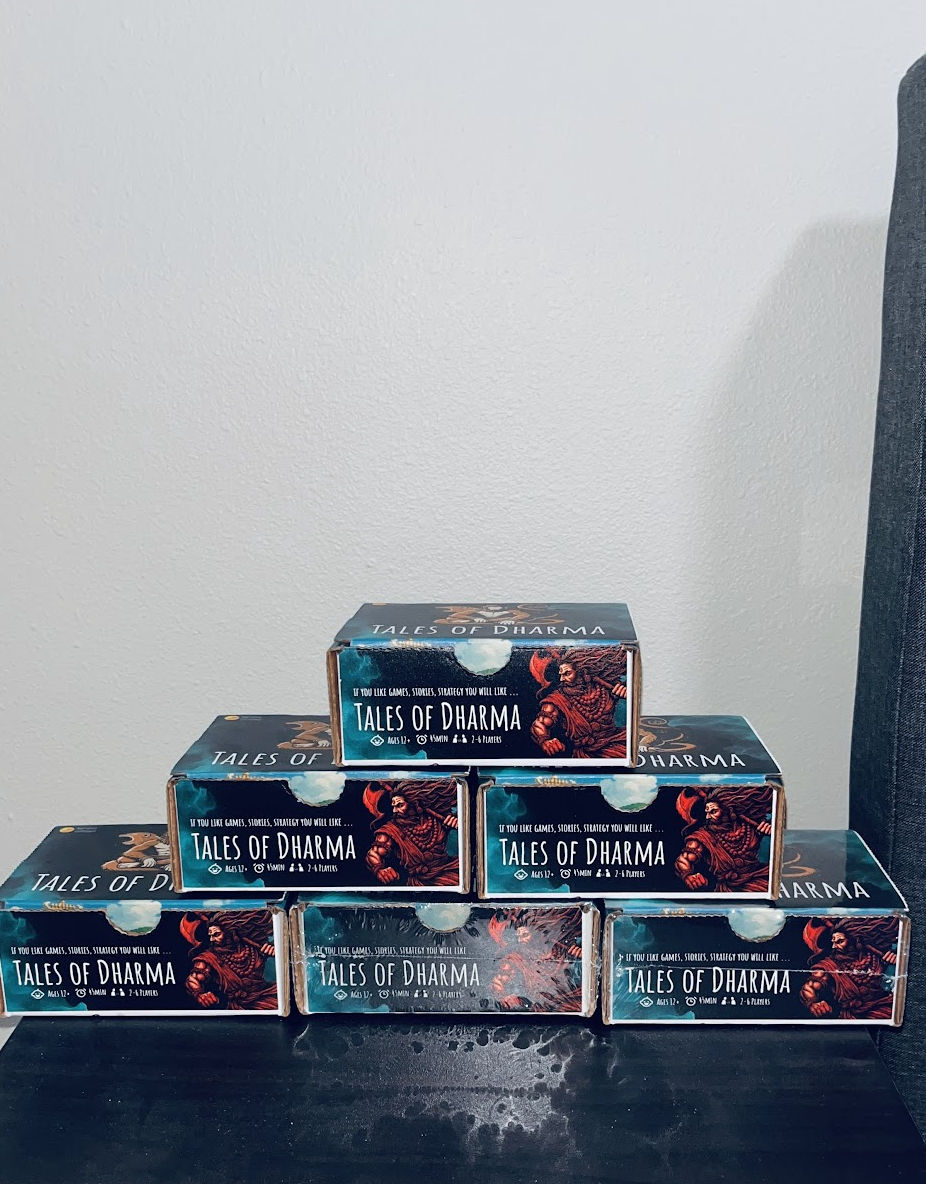 TALES OF DHARMA
IF YOU LIKE GAMES, STORIES, STRATEGY YOU WILL LIKE ...
TALES OF DHARMA
AGES 12+ 45MIN 2-6 PLAYERS
TALES OF
DHARMA
IF YOU LIKE GAMES, STORIES, STRATEGY YOU WILL LIKE ...
TALES OF DHARMA
AGES 12+ 45MIN 2-6 PLAYERS
IF YOU LIKE GAMES, STORIES, STRATEGY YOU WILL LIKE ...
TALES OF DHARMA
AGES 12+ 45MIN 2-6 PLAYERS
TALES OF D
HARMA
IF YOU LIKE GAMES, STORIES, STRATEGY YOU WILL LIKE ...
TALES OF DHARMA
AGES 12+ 45MIN 2-6 PLAYERS
IF YOU LIKE GAMES, STORIES, STRATEGY YOU WILL LIKE
TALES OF DHARMA
AGES 12+ 45MIN 2-6 PLAYERS
IF YOU LIKE GAMES, STORIES, STRATEGY YOU WILL LIKE ...
TALES OF DHARMA
AGES 12+ 45MIN 2-6 PLAYERS